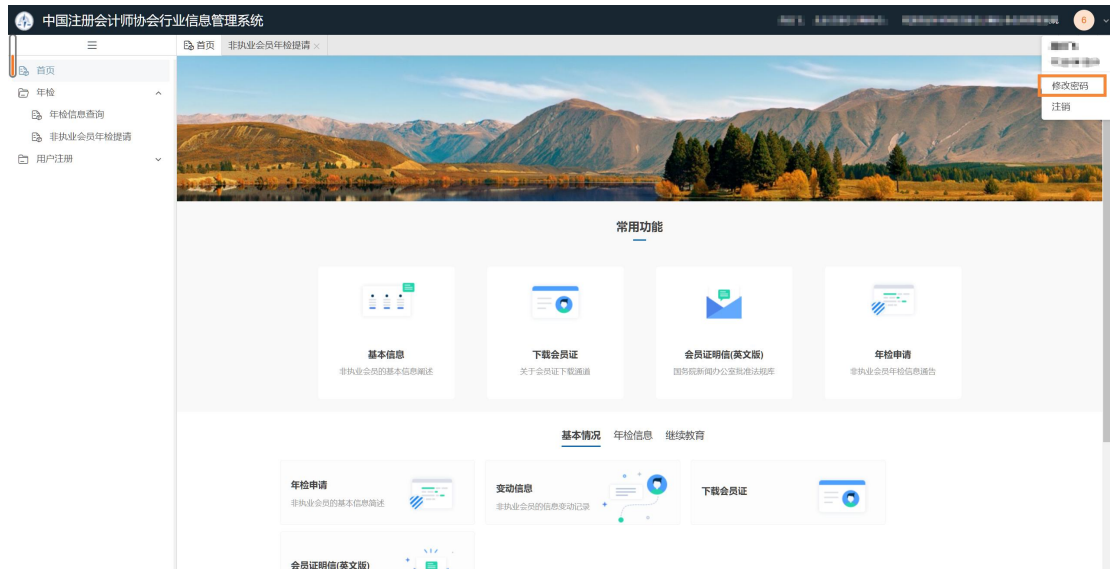 中国注册会计师协会行业信息管理系统
6
首页
非执业会员年检提请 ×
首页
年检
年检信息查询
非执业会员年检提请
用户注册
修改密码
注销
常用功能
基本信息
非执业会员的基本信息阐述
下载会员证
关于会员证下载通道
会员证明信(英文版)
国务院新闻办公室批准法规库
年检申请
非执业会员年检信息通告
基本情况 年检信息 继续教育
年检申请
非执业会员的基本信息简述
变动信息
非执业会员的信息变动记录
下载会员证
会员证明信(英文版)